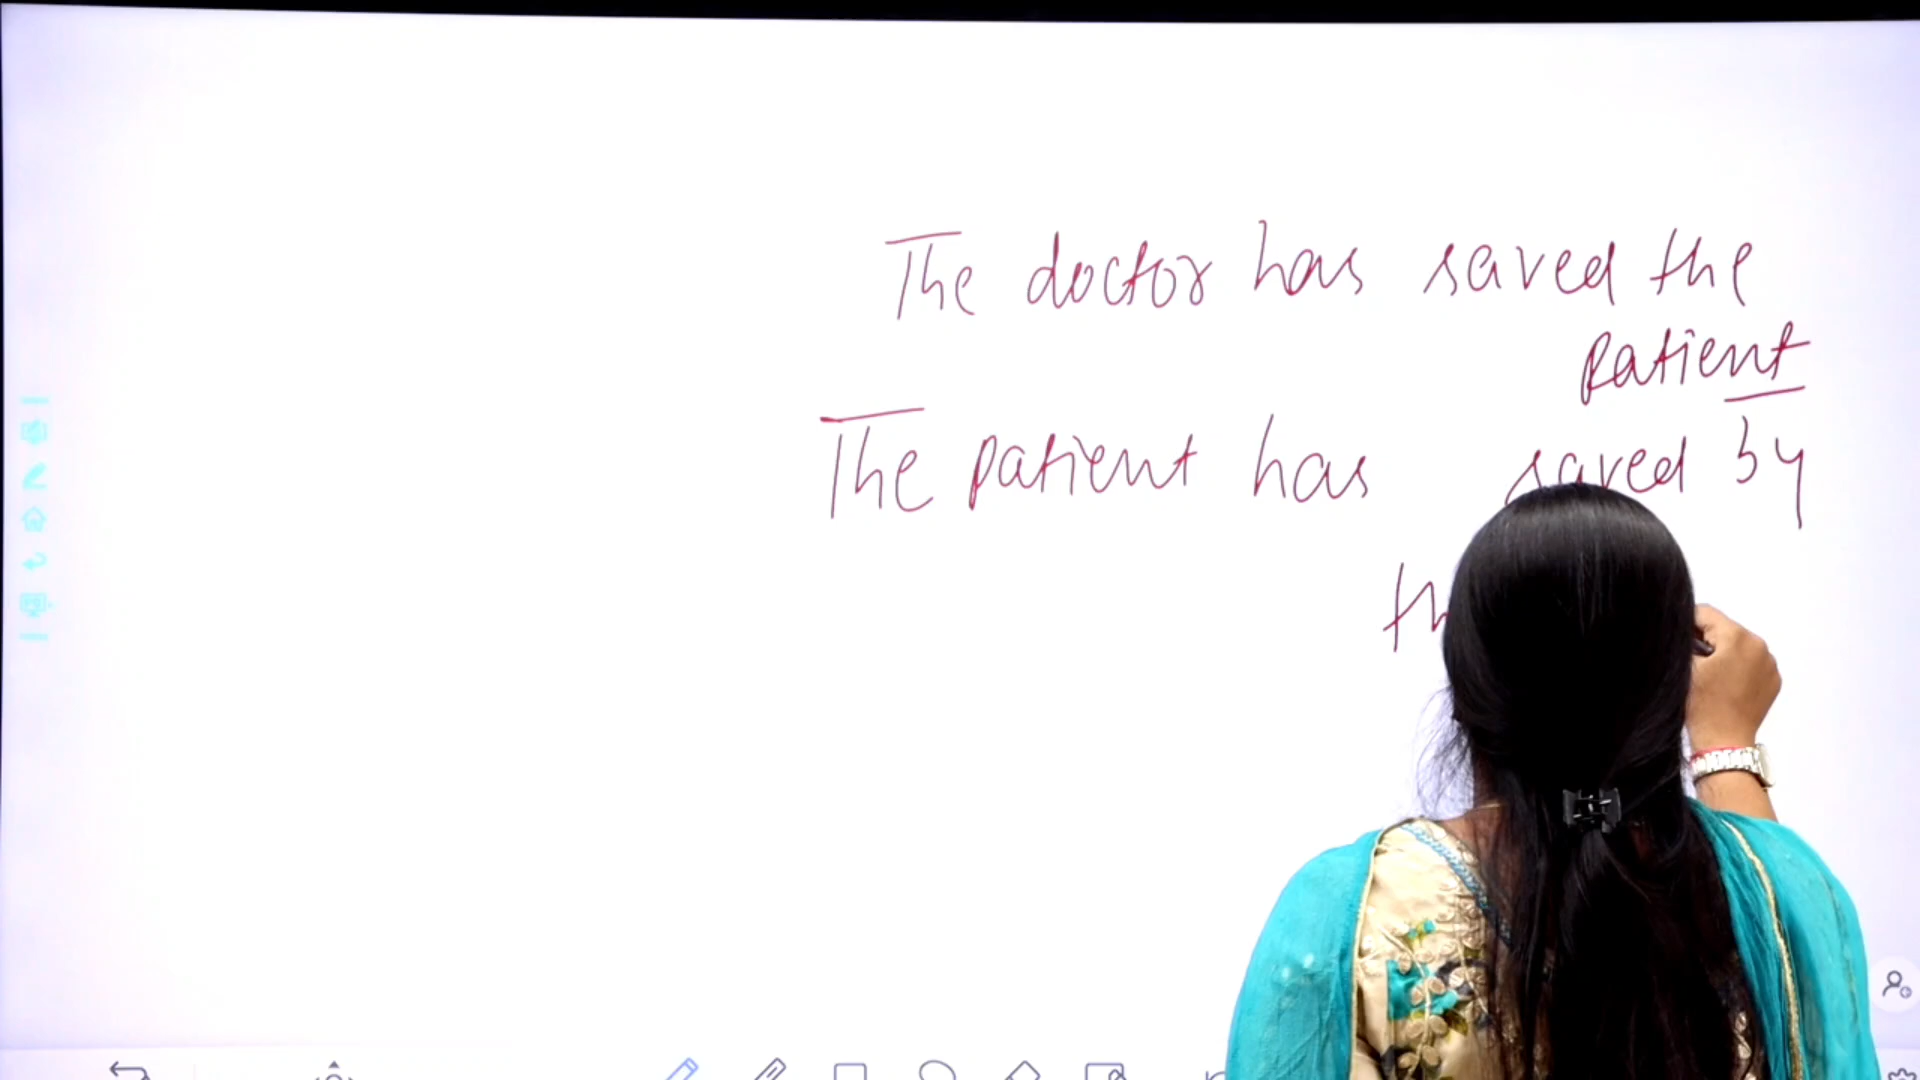 The doctor has saved the
patient
The patient has saved by